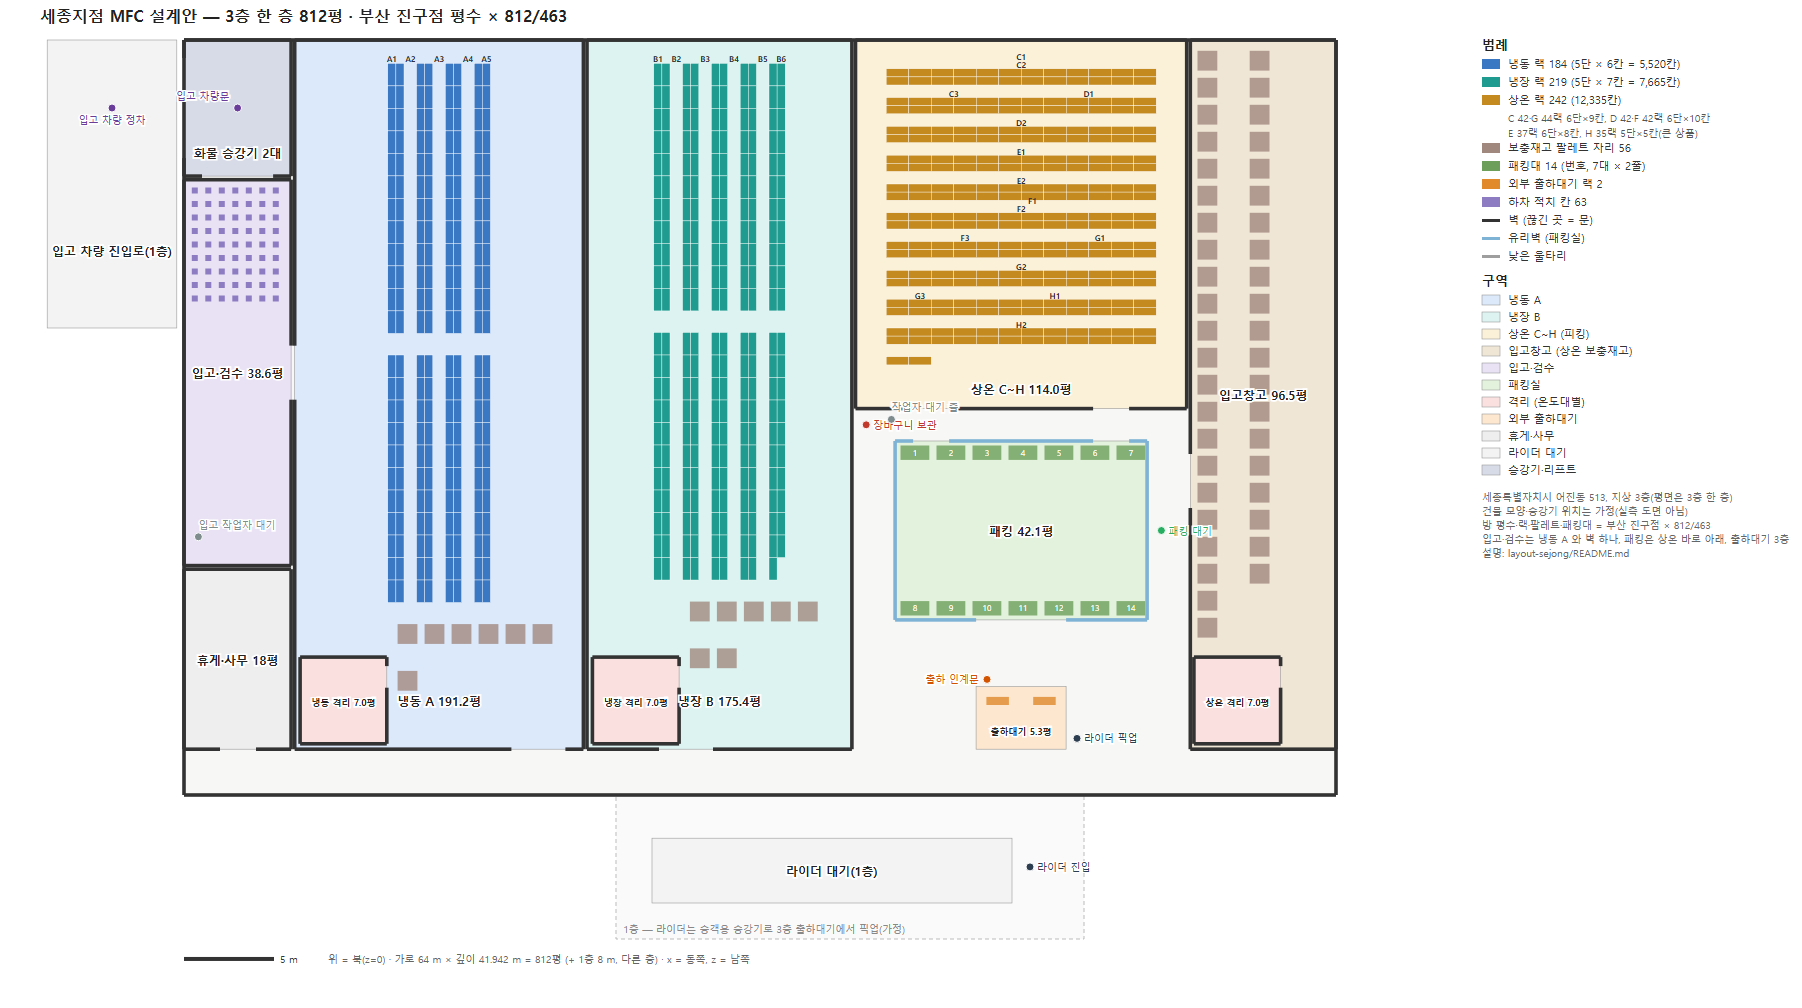 세종지점 MFC 설계안 — 3층 한 층 812평 · 부산 진구점 평수 × 812/463
입고 차량문
입고 차량 정차
화물 승강기 2대
입고 차량 진입로(1층)
입고·검수 38.6평
입고 작업자 대기
휴게·사무 18평
A1 A2 A3 A4 A5
냉동 격리 7.0평
냉동 A 191.2평
B1 B2 B3 B4 B5 B6
냉장 격리 7.0평
냉장 B 175.4평
C1
C2
C3 D1
D2
E1
E2
F1
F2
F3 G1
G2
G3 H1
H2
상온 C~H 114.0평
작업자 대기 줄
장바구니 보관
1 2 3 4 5 6 7
패킹 42.1평
패킹 대기
8 9 10 11 12 13 14
출하 인계문
출하대기 5.3평
라이더 픽업
입고창고 96.5평
상온 격리 7.0평
라이더 대기(1층)
라이더 진입
1층 — 라이더는 승객용 승강기로 3층 출하대기에서 픽업(가정)
5 m
위 = 북(z=0) · 가로 64 m × 깊이 41.942 m = 812평 (+ 1층 8 m, 다른 층) · x = 동쪽, z = 남쪽
범례
냉동 랙 184 (5단 × 6칸 = 5,520칸)
냉장 랙 219 (5단 × 7칸 = 7,665칸)
상온 랙 242 (12,335칸)
C 42·G 44랙 6단×9칸, D 42·F 42랙 6단×10칸
E 37랙 6단×8칸, H 35랙 5단×5칸(큰 상품)
보충재고 팔레트 자리 56
패킹대 14 (번호, 7대 × 2줄)
외부 출하대기 랙 2
하차 적치 칸 63
벽 (끊긴 곳 = 문)
유리벽 (패킹실)
낮은 울타리
구역
냉동 A
냉장 B
상온 C~H (피킹)
입고창고 (상온 보충재고)
입고·검수
패킹실
격리 (온도대별)
외부 출하대기
휴게·사무
라이더 대기
승강기·리프트
세종특별자치시 어진동 513, 지상 3층(평면은 3층 한 층)
건물 모양·승강기 위치는 가정(실측 도면 아님)
방 평수·랙·팔레트·패킹대 = 부산 진구점 × 812/463
입고·검수는 냉동 A 와 벽 하나, 패킹은 상온 바로 아래, 출하대기 3층
설명: layout-sejong/README.md